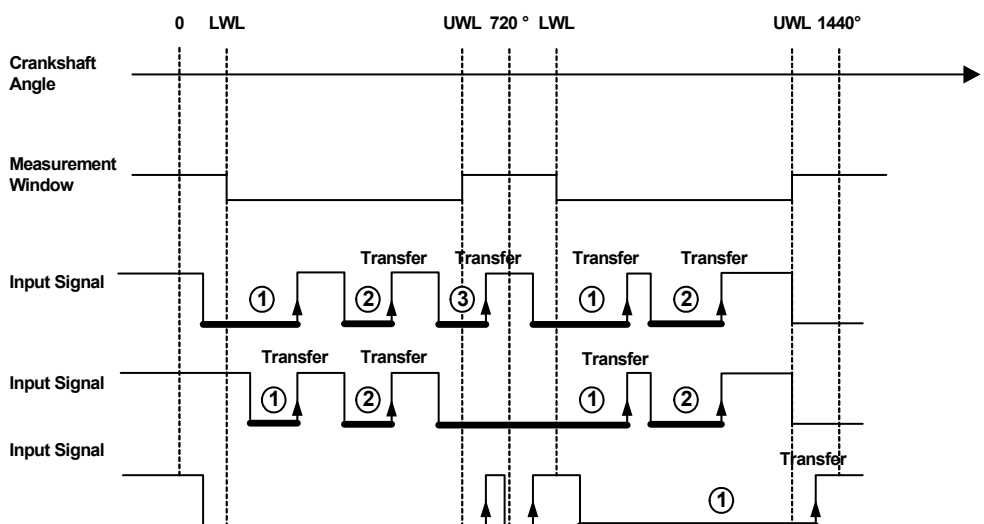 0 LWL UWL 720 ° LWL UWL 1440°
Crankshaft
Angle
Measurement
Window
Transfer Transfer Transfer Transfer
Input Signal
1 2 3 1 2
Transfer Transfer Transfer
Input Signal
1 2 1 2
Input Signal
Transfer
1